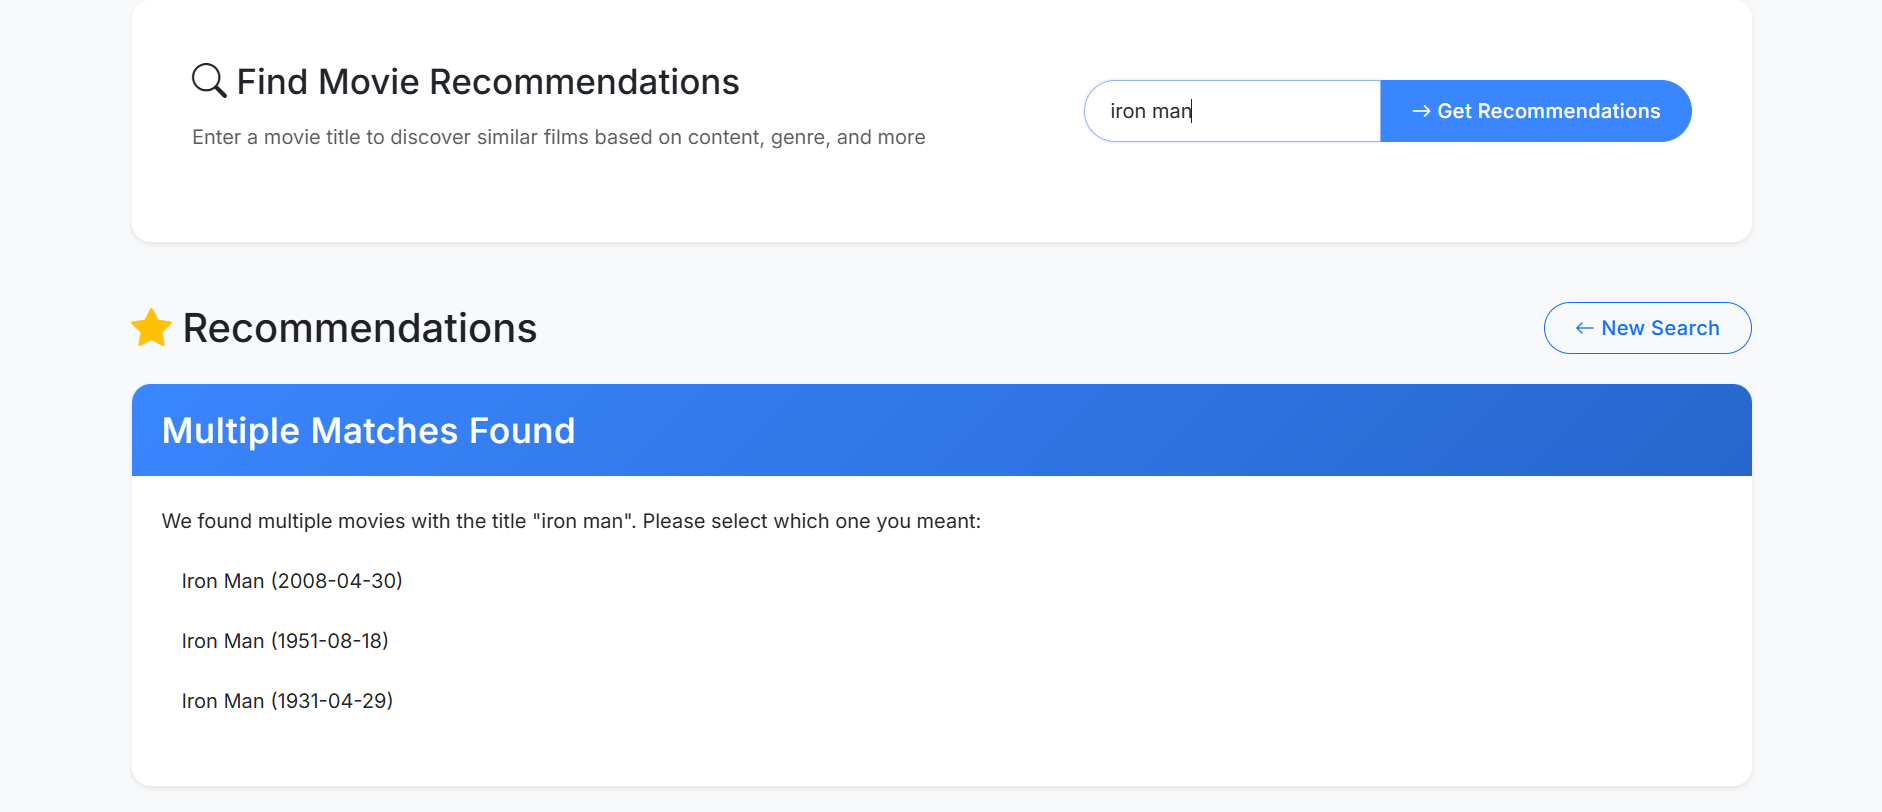 Find Movie Recommendations
Enter a movie title to discover similar films based on content, genre, and more
iron man
→ Get Recommendations
Recommendations
← New Search
Multiple Matches Found
We found multiple movies with the title "iron man". Please select which one you meant:
Iron Man (2008-04-30)
Iron Man (1951-08-18)
Iron Man (1931-04-29)